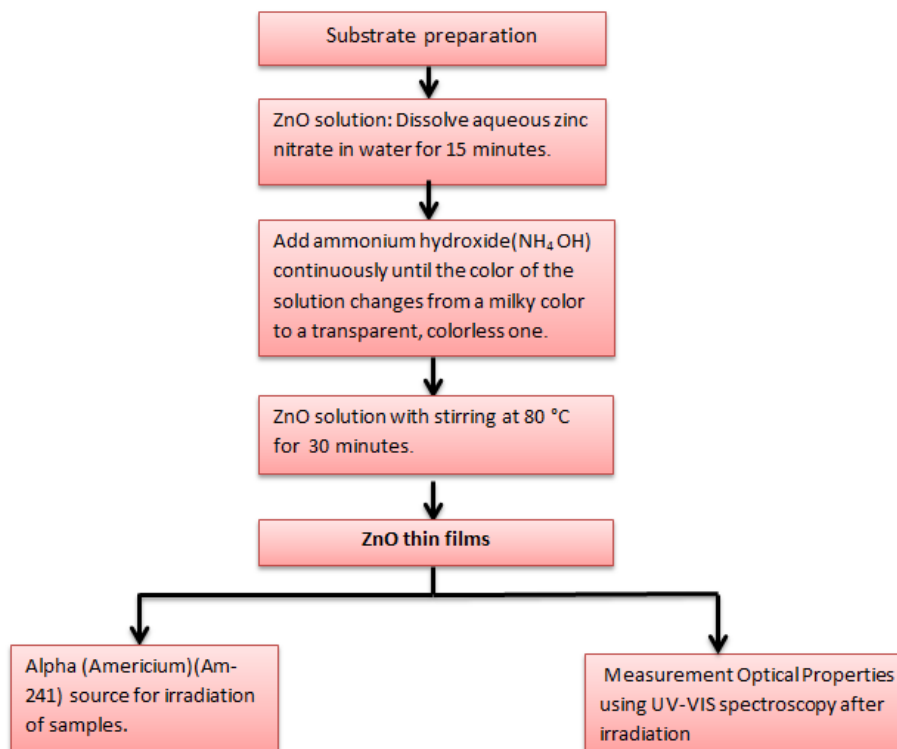 Substrate preparation
ZnO solution: Dissolve aqueous zinc
nitrate in water for 15 minutes.
Add ammonium hydroxide(NH₄ OH)
continuously until the color of the
solution changes from a milky color
to a transparent, colorless one.
ZnO solution with stirring at 80 °C
for 30 minutes.
ZnO thin films
Alpha (Americium)(Am-
241) source for irradiation
of samples.
Measurement Optical Properties
using UV-VIS spectroscopy after
irradiation